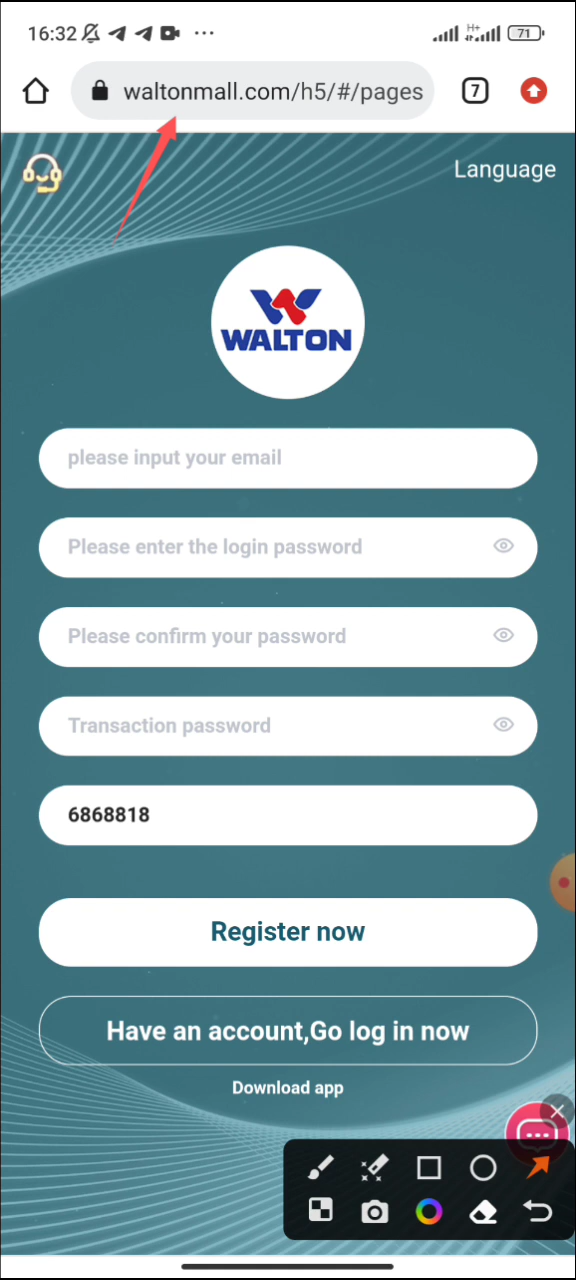 16:32
H+
71
waltonmall.com/h5/#/pages
7
Language
WALTON
please input your email
Please enter the login password
Please confirm your password
Transaction password
6868818
Register now
Have an account,Go log in now
Download app